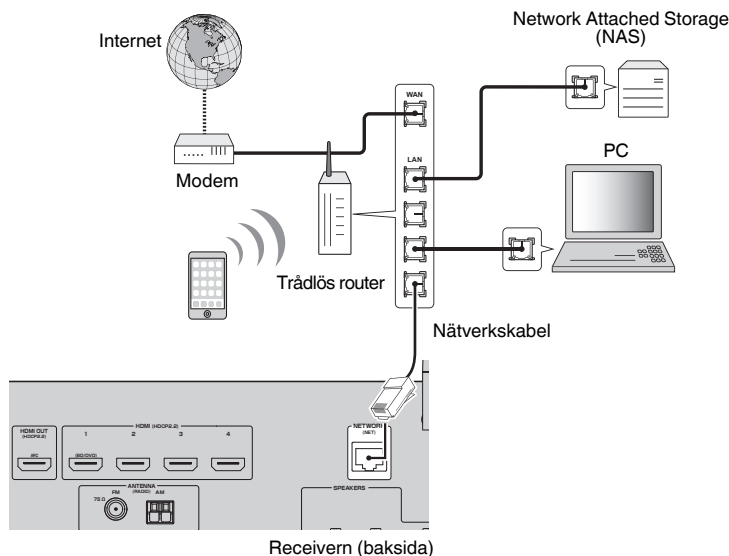 Internet
Network Attached Storage
(NAS)
WAN
LAN
Modem
PC
Trådlös router
Nätverkskabel
HDMI OUT
(HDCP2.2)
ARC
HDMI (HDCP2.2)
1
2
3
4
(BD/DVD)
NETWORK
(NET)
ANTENNA
(RADIO)
FM
AM
75 Ω
SPEAKERS
Receivern (baksida)